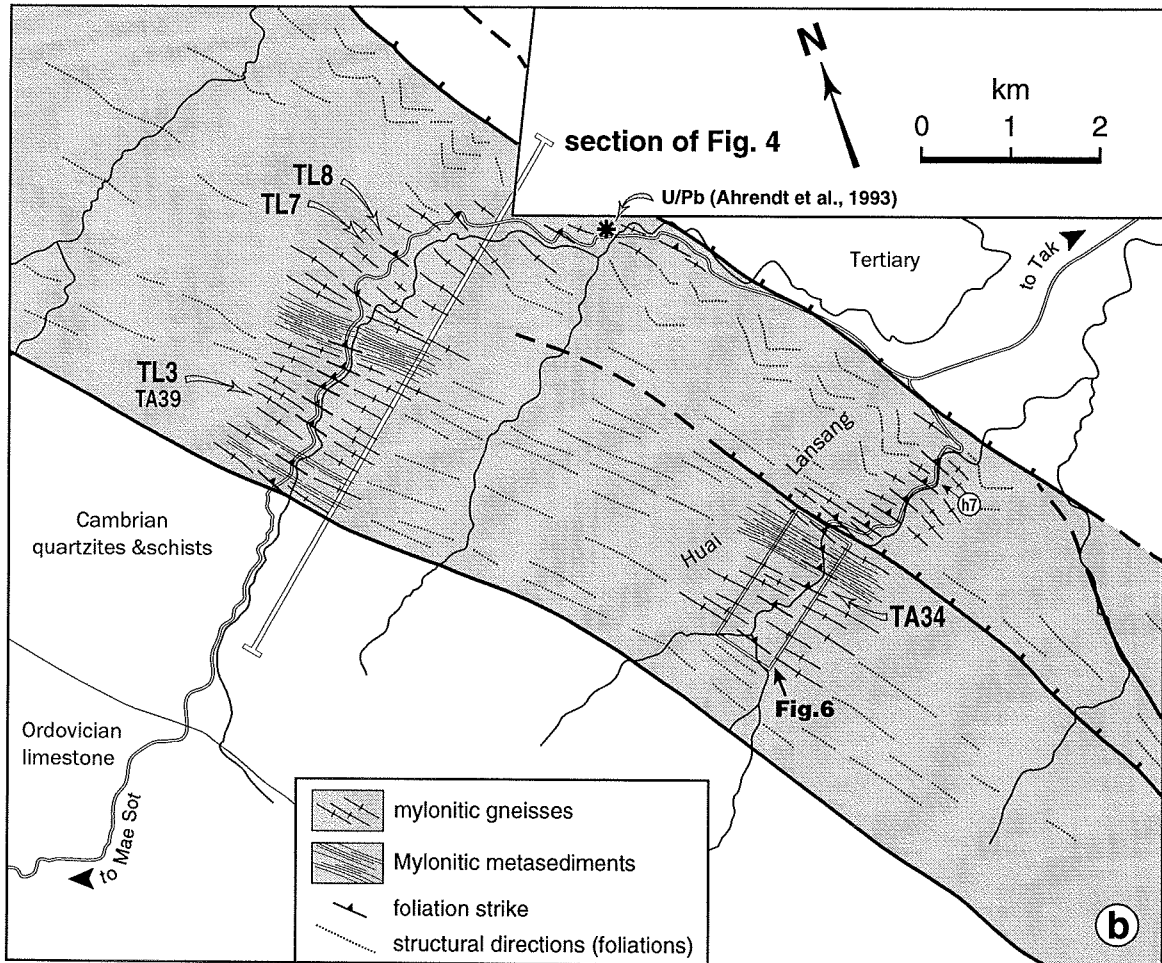 N
km
0 1 2
section of Fig. 4
U/Pb (Ahrendt et al., 1993)
TL8
TL7
Tertiary
to Tak
TL3
TA39
Lansang
h7
Huai
Cambrian
quartzites &schists
TA34
Fig.6
Ordovician
limestone
to Mae Sot
mylonitic gneisses
Mylonitic metasediments
foliation strike
structural directions (foliations)
b